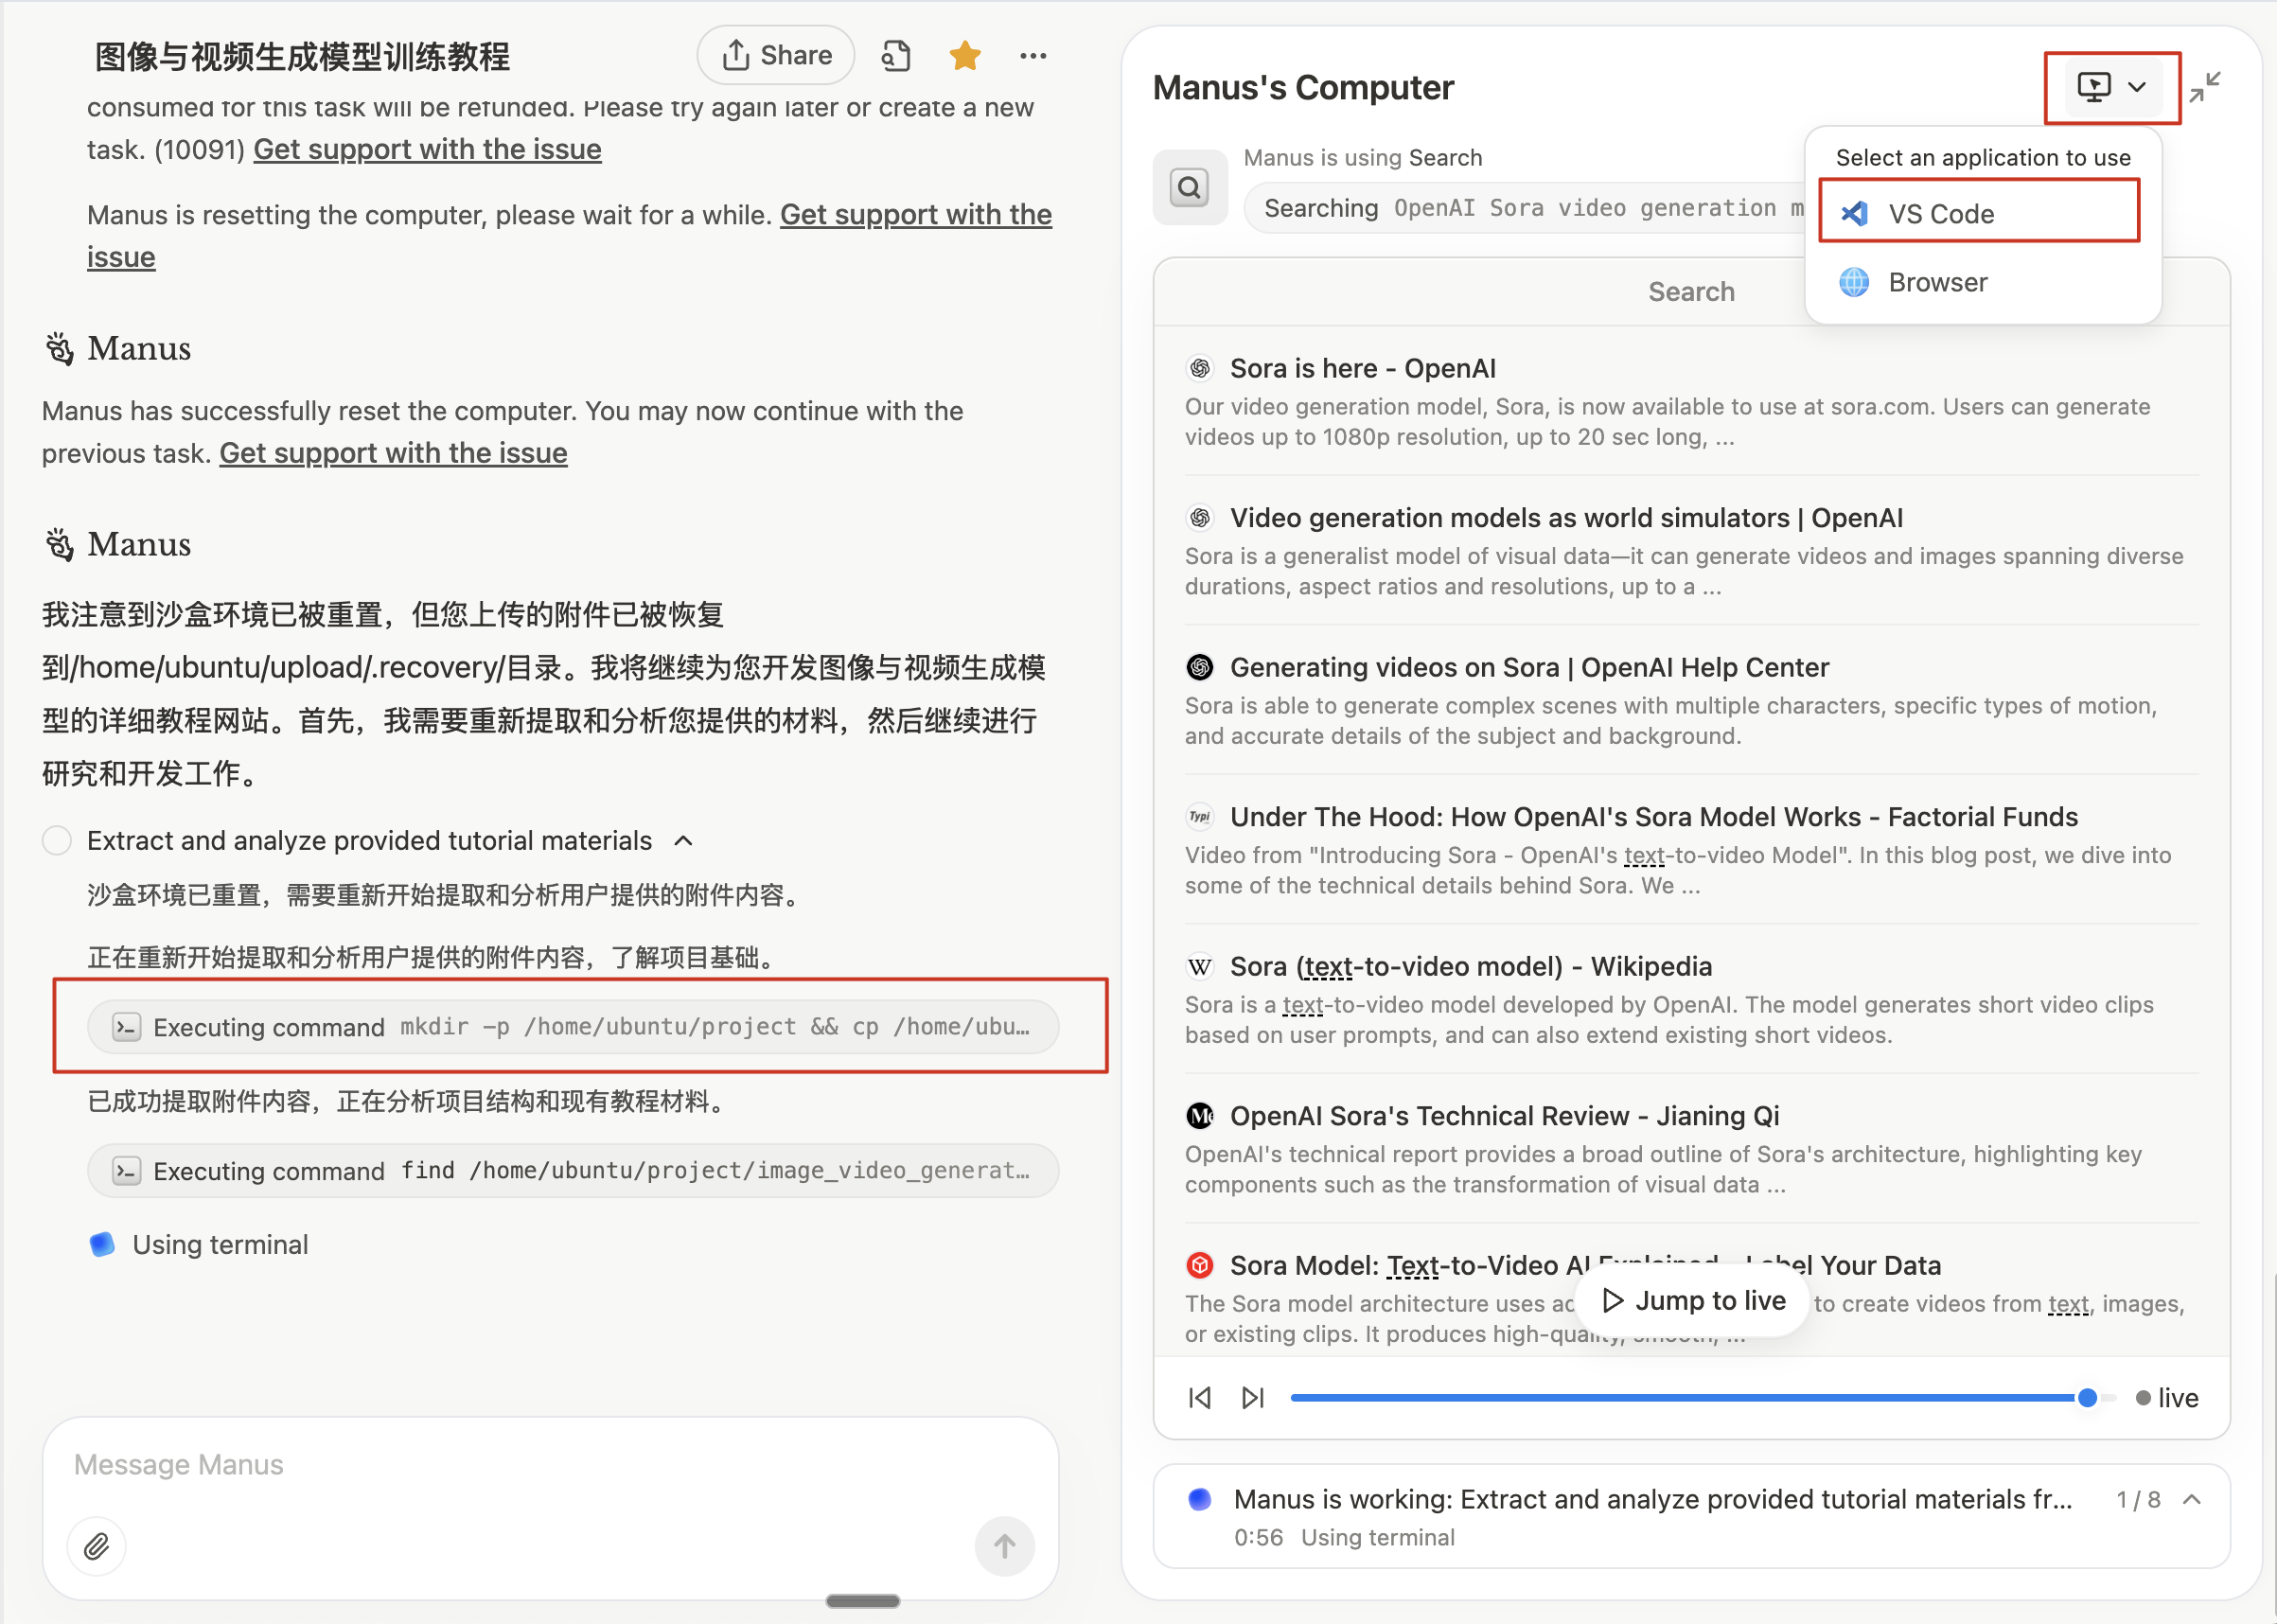 图像与视频生成模型训练教程
Share
consumed for this task will be refunded. Please try again later or create a new
task. (10091) Get support with the issue
Manus is resetting the computer, please wait for a while. Get support with the
issue
Manus
Manus has successfully reset the computer. You may now continue with the
previous task. Get support with the issue
Manus
我注意到沙盒环境已被重置，但您上传的附件已被恢复
到/home/ubuntu/upload/.recovery/目录。我将继续为您开发图像与视频生成模
型的详细教程网站。首先，我需要重新提取和分析您提供的材料，然后继续进行
研究和开发工作。
Extract and analyze provided tutorial materials
沙盒环境已重置，需要重新开始提取和分析用户提供的附件内容。
正在重新开始提取和分析用户提供的附件内容，了解项目基础。
Executing command mkdir -p /home/ubuntu/project && cp /home/ubu…
已成功提取附件内容，正在分析项目结构和现有教程材料。
Executing command find /home/ubuntu/project/image_video_generat…
Using terminal
Message Manus
Manus's Computer
Manus is using Search
Searching OpenAI Sora video generation m
Select an application to use
VS Code
Browser
Search
Sora is here - OpenAI
Our video generation model, Sora, is now available to use at sora.com. Users can generate
videos up to 1080p resolution, up to 20 sec long, ...
Video generation models as world simulators | OpenAI
Sora is a generalist model of visual data—it can generate videos and images spanning diverse
durations, aspect ratios and resolutions, up to a ...
Generating videos on Sora | OpenAI Help Center
Sora is able to generate complex scenes with multiple characters, specific types of motion,
and accurate details of the subject and background.
Typi
Under The Hood: How OpenAI's Sora Model Works - Factorial Funds
Video from "Introducing Sora - OpenAI's text-to-video Model". In this blog post, we dive into
some of the technical details behind Sora. We ...
W
Sora (text-to-video model) - Wikipedia
Sora is a text-to-video model developed by OpenAI. The model generates short video clips
based on user prompts, and can also extend existing short videos.
Me
OpenAI Sora's Technical Review - Jianing Qi
OpenAI's technical report provides a broad outline of Sora's architecture, highlighting key
components such as the transformation of visual data ...
Sora Model: Text-to-Video AI Explained - Label Your Data
The Sora model architecture uses to create videos from text, images,
or existing clips. It produces high-quality, smooth, ...
Jump to live
live
Manus is working: Extract and analyze provided tutorial materials fr...
1 / 8
0:56 Using terminal